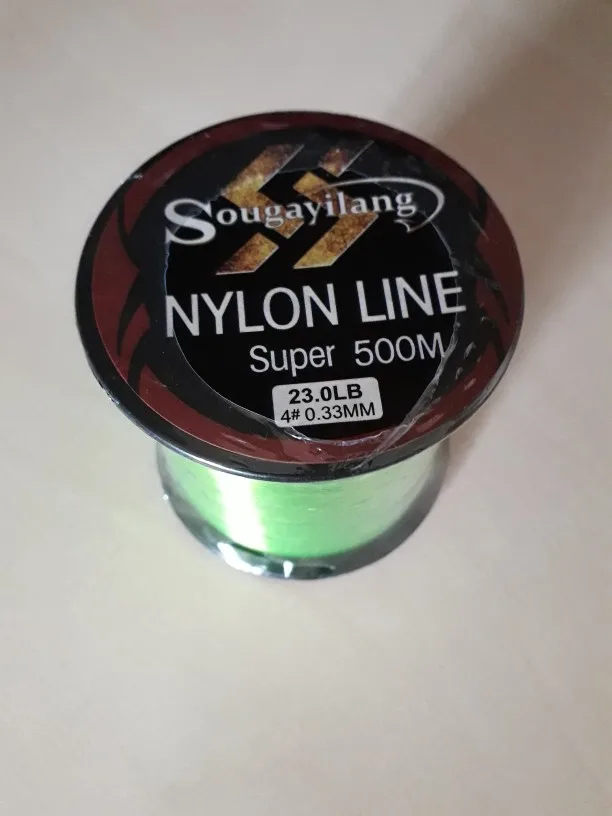 Sougayilang
NYLON LINE
Super 500M
23.0LB
4# 0.33MM